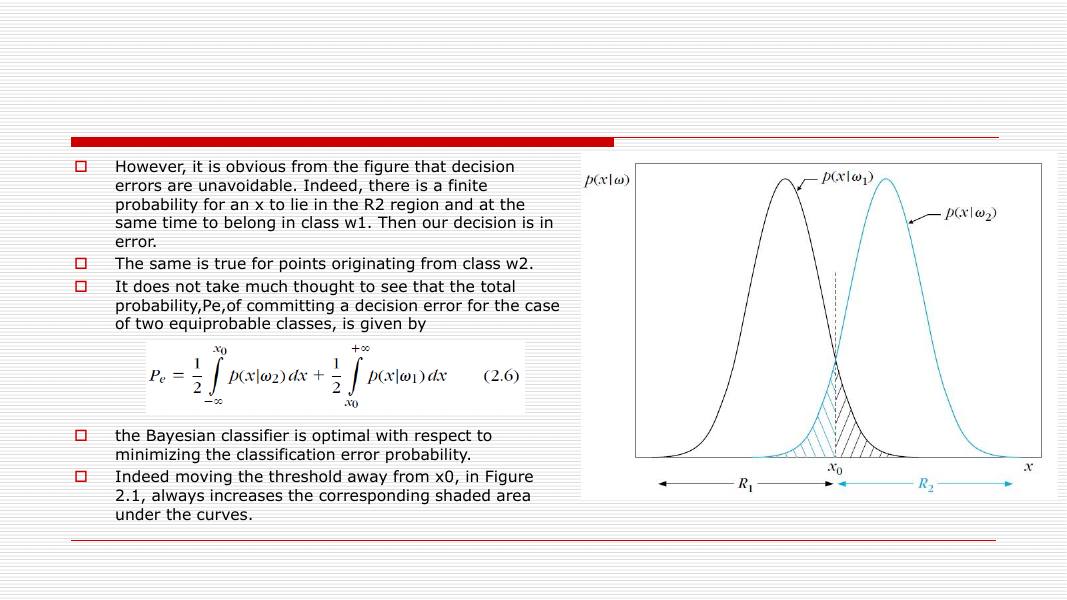 However, it is obvious from the figure that decision
errors are unavoidable. Indeed, there is a finite
probability for an x to lie in the R2 region and at the
same time to belong in class w1. Then our decision is in
error.
The same is true for points originating from class w2.
It does not take much thought to see that the total
probability,Pe,of committing a decision error for the case
of two equiprobable classes, is given by
Pₑ = 1/2 ∫_{−∞}^{x₀} p(x|ω₂) dx + 1/2 ∫_{x₀}^{+∞} p(x|ω₁) dx (2.6)
the Bayesian classifier is optimal with respect to
minimizing the classification error probability.
Indeed moving the threshold away from x0, in Figure
2.1, always increases the corresponding shaded area
under the curves.
p(x|ω)
p(x|ω₁)
p(x|ω₂)
x₀
x
R₁
R₂